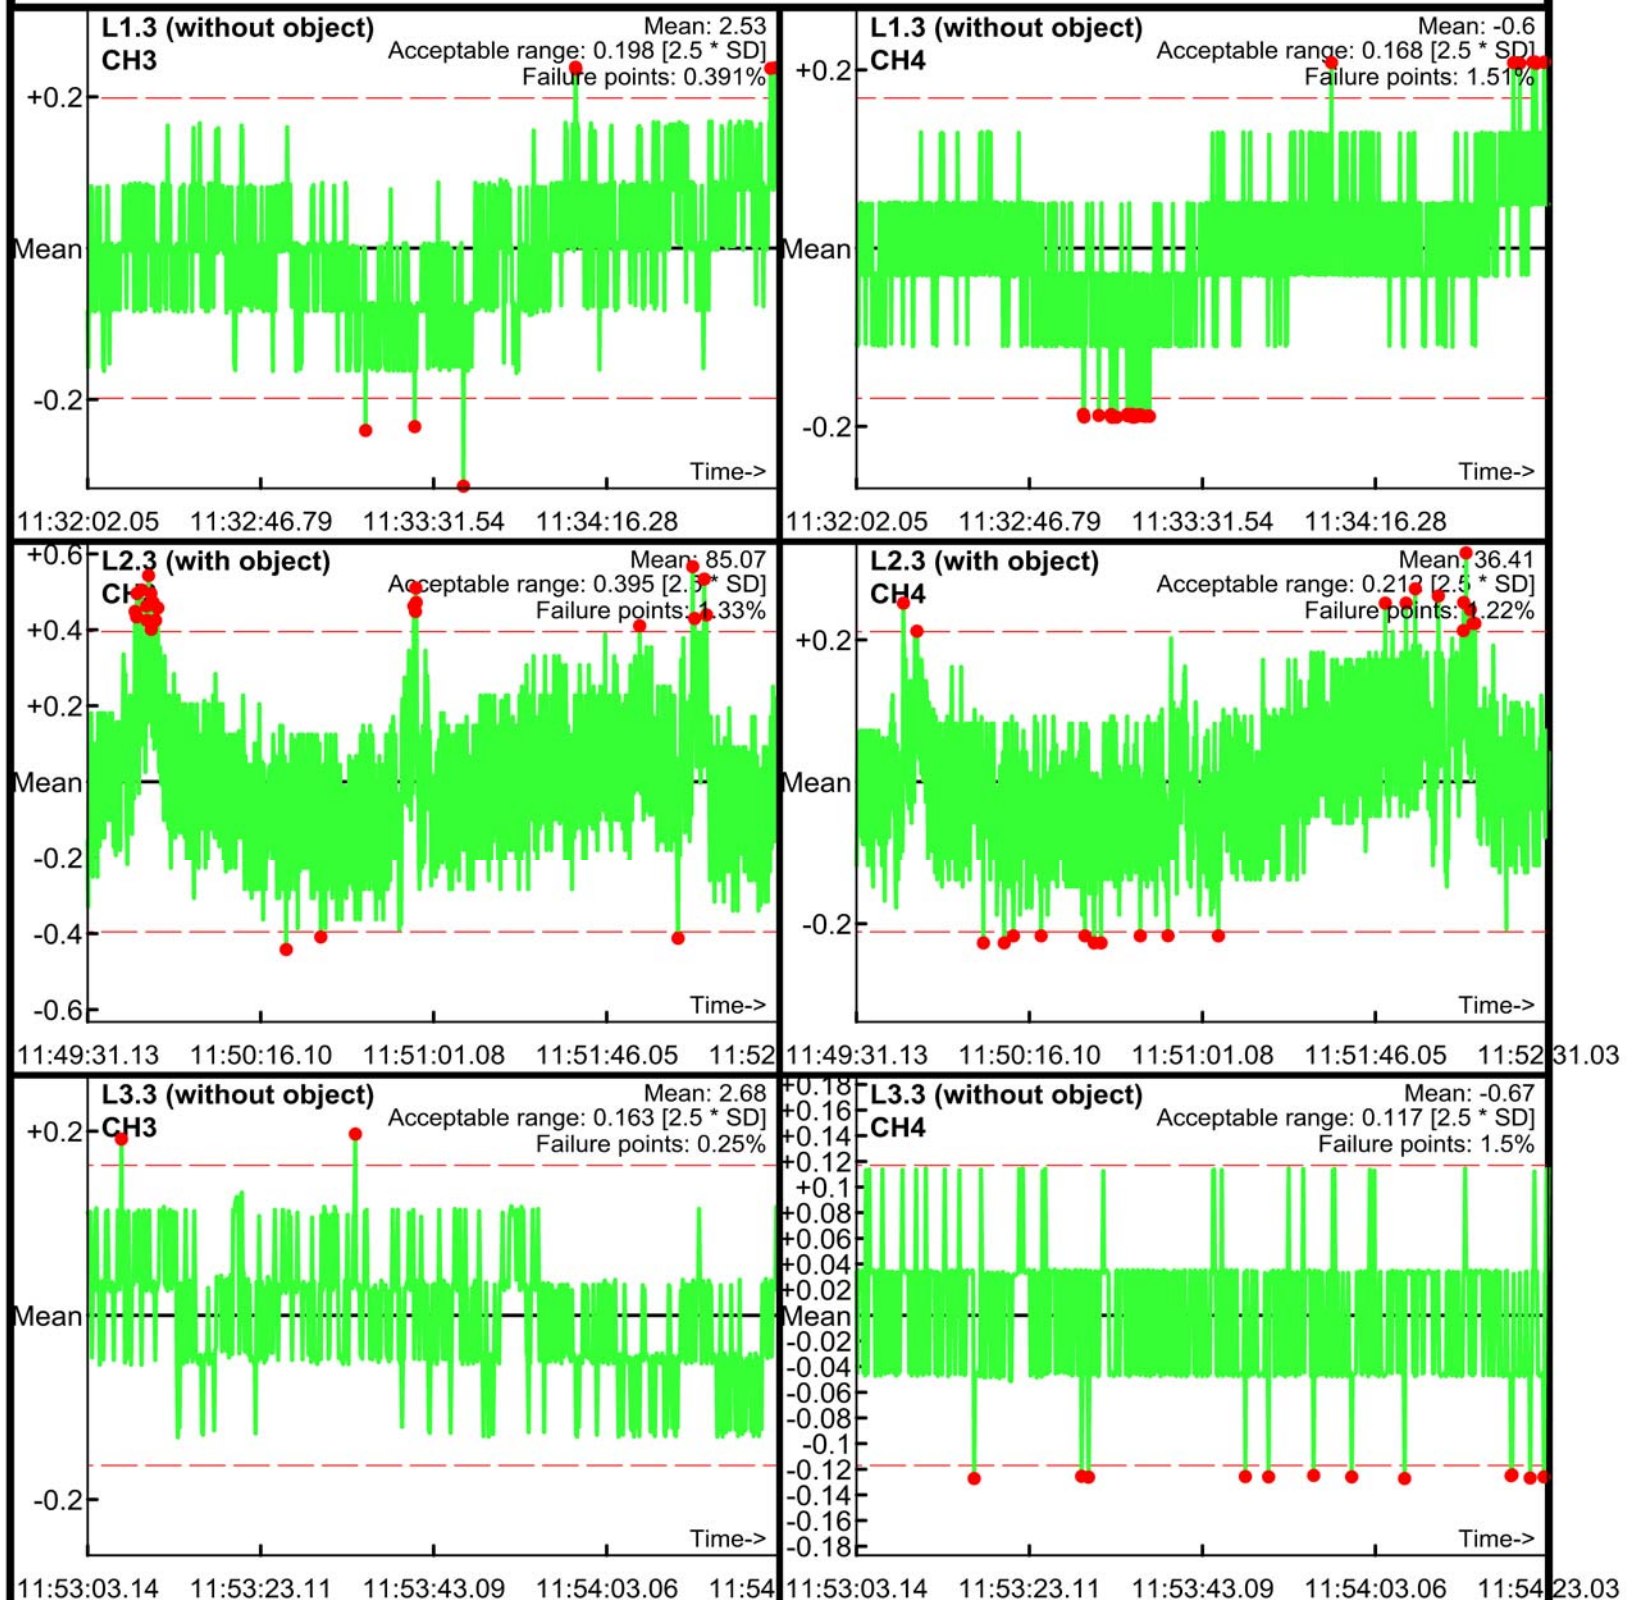 L1.3 (without object)
CH3
Mean: 2.53
Acceptable range: 0.198 [2.5 * SD]
Failure points: 0.391%
+0.2
Mean
-0.2
Time->
11:32:02.05 11:32:46.79 11:33:31.54 11:34:16.28
L1.3 (without object)
CH4
Mean: -0.6
Acceptable range: 0.168 [2.5 * SD]
Failure points: 1.51%
+0.2
Mean
-0.2
Time->
11:32:02.05 11:32:46.79 11:33:31.54 11:34:16.28
L2.3 (with object)
Mean: 85.07
Acceptable range: 0.395 [2.5 * SD]
Failure points: 1.33%
+0.6
+0.4
+0.2
Mean
-0.2
-0.4
-0.6
Time->
11:49:31.13 11:50:16.10 11:51:01.08 11:51:46.05 11:52
L2.3 (with object)
CH4
Mean: 36.41
Acceptable range: 0.212 [2.5 * SD]
Failure points: 1.22%
+0.2
Mean
-0.2
Time->
11:49:31.13 11:50:16.10 11:51:01.08 11:51:46.05 11:52:31.03
L3.3 (without object)
CH3
Mean: 2.68
Acceptable range: 0.163 [2.5 * SD]
Failure points: 0.25%
+0.2
Mean
-0.2
Time->
11:53:03.14 11:53:23.11 11:53:43.09 11:54:03.06 11:54
L3.3 (without object)
CH4
Mean: -0.67
Acceptable range: 0.117 [2.5 * SD]
Failure points: 1.5%
+0.18
+0.16
+0.14
+0.12
+0.1
+0.08
+0.06
+0.04
+0.02
Mean
-0.02
-0.04
-0.06
-0.08
-0.1
-0.12
-0.14
-0.16
-0.18
Time->
11:53:03.14 11:53:23.11 11:53:43.09 11:54:03.06 11:54:23.03